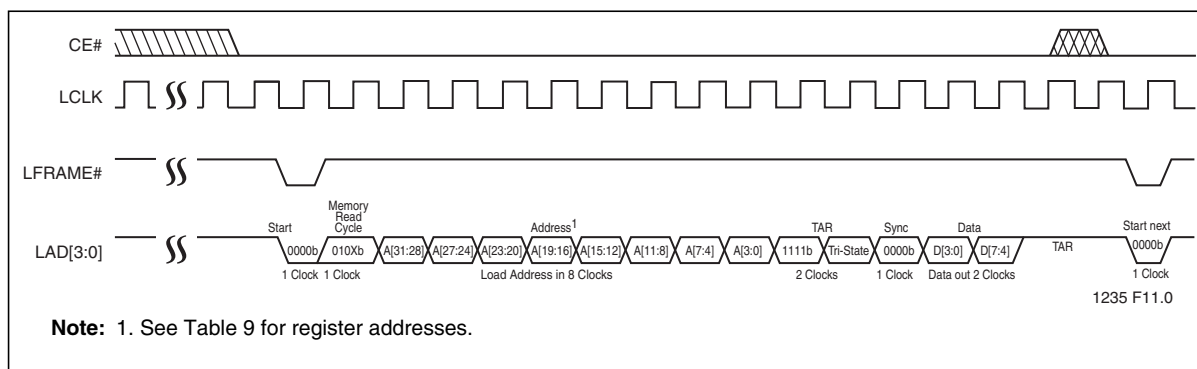 CE#
LCLK
LFRAME#
Start
Memory
Read
Cycle
Address1
TAR
Sync
Data
Start next
LAD[3:0]
0000b 010Xb A[31:28] A[27:24] A[23:20] A[19:16] A[15:12] A[11:8] A[7:4] A[3:0] 1111b Tri-State 0000b D[3:0] D[7:4] TAR 0000b
1 Clock 1 Clock Load Address in 8 Clocks 2 Clocks 1 Clock Data out 2 Clocks 1 Clock
1235 F11.0
Note: 1. See Table 9 for register addresses.